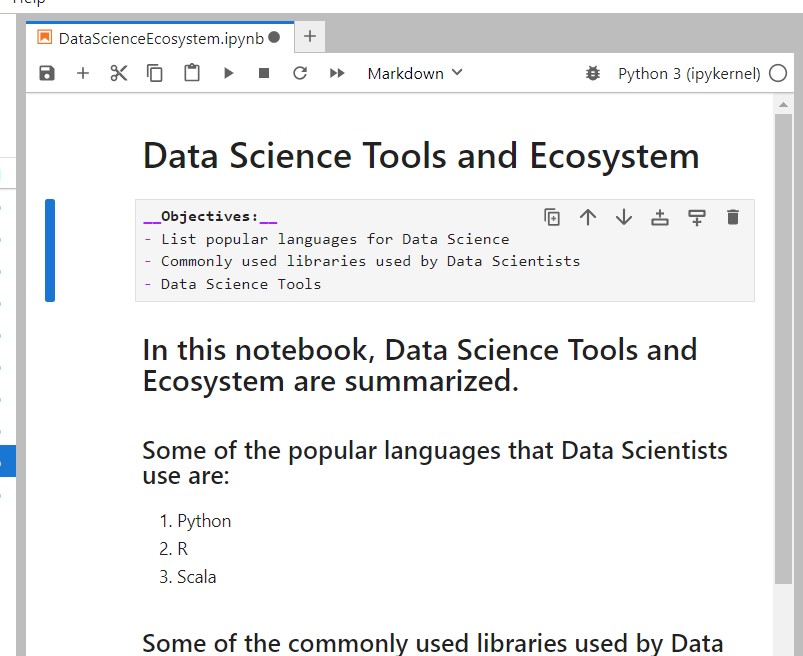 Help
DataScienceEcosystem.ipynb
Markdown
Python 3 (ipykernel)
Data Science Tools and Ecosystem
__Objectives:__
- List popular languages for Data Science
- Commonly used libraries used by Data Scientists
- Data Science Tools
In this notebook, Data Science Tools and
Ecosystem are summarized.
Some of the popular languages that Data Scientists
use are:
1. Python
2. R
3. Scala
Some of the commonly used libraries used by Data